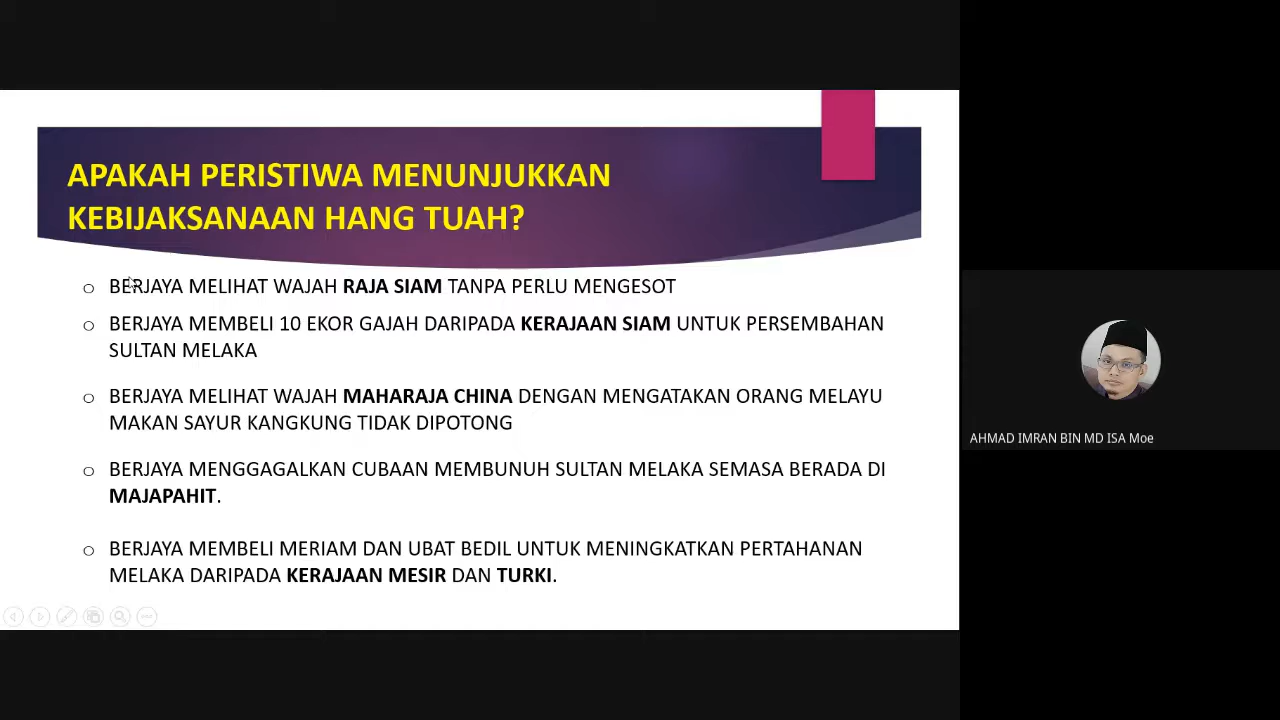 APAKAH PERISTIWA MENUNJUKKAN
KEBIJAKSANAAN HANG TUAH?
BERJAYA MELIHAT WAJAH RAJA SIAM TANPA PERLU MENGESOT
BERJAYA MEMBELI 10 EKOR GAJAH DARIPADA KERAJAAN SIAM UNTUK PERSEMBAHAN
SULTAN MELAKA
BERJAYA MELIHAT WAJAH MAHARAJA CHINA DENGAN MENGATAKAN ORANG MELAYU
MAKAN SAYUR KANGKUNG TIDAK DIPOTONG
BERJAYA MENGGAGALKAN CUBAAN MEMBUNUH SULTAN MELAKA SEMASA BERADA DI
MAJAPAHIT.
BERJAYA MEMBELI MERIAM DAN UBAT BEDIL UNTUK MENINGKATKAN PERTAHANAN
MELAKA DARIPADA KERAJAAN MESIR DAN TURKI.
AHMAD IMRAN BIN MD ISA Moe